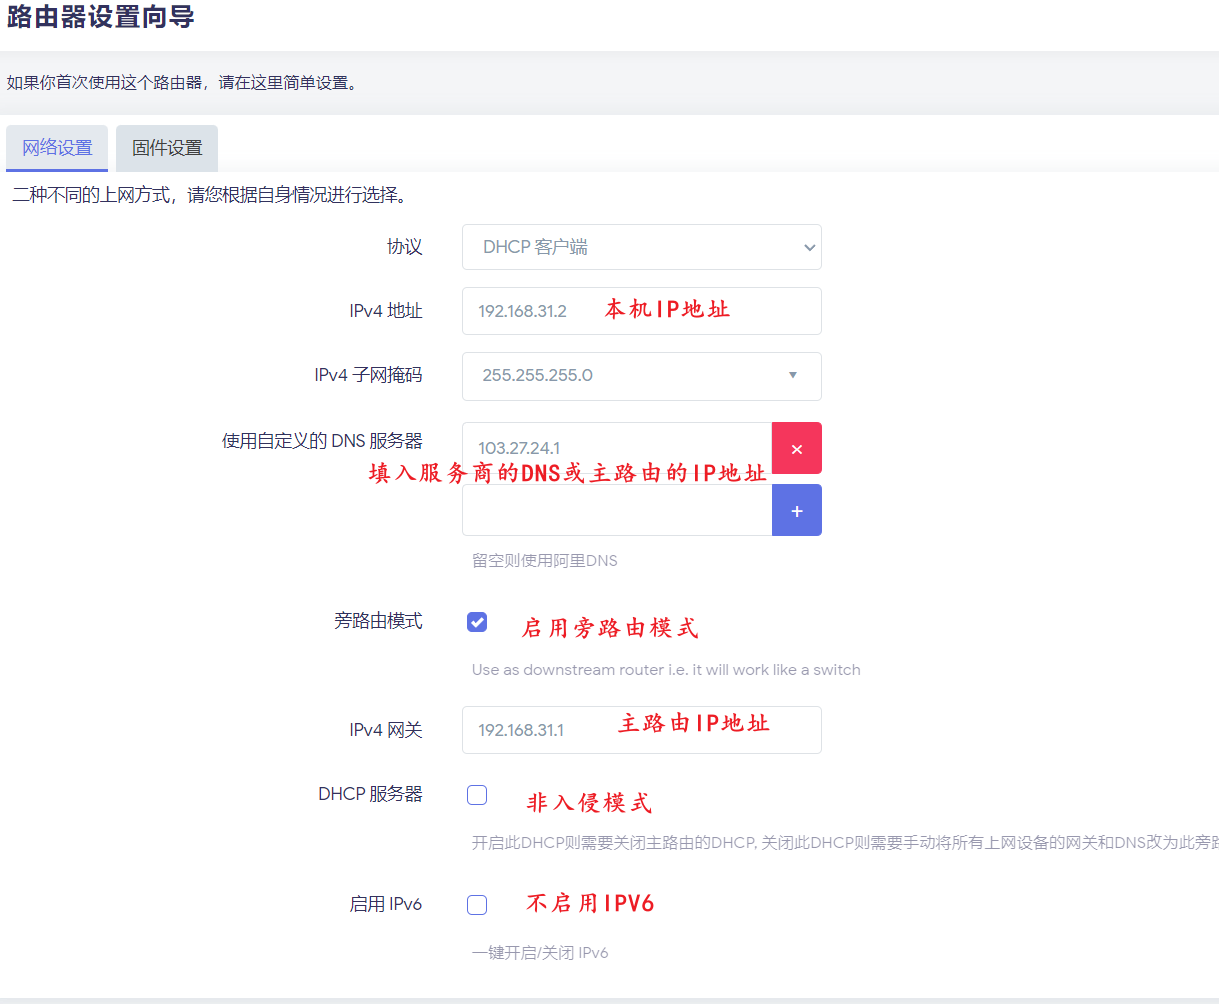 路由器设置向导
如果你首次使用这个路由器，请在这里简单设置。
网络设置 固件设置
二种不同的上网方式，请您根据自身情况进行选择。
协议 DHCP 客户端
IPv4 地址 192.168.31.2 本机IP地址
IPv4 子网掩码 255.255.255.0
使用自定义的 DNS 服务器 103.27.24.1 ×
填入服务商的DNS或主路由的IP地址
+
留空则使用阿里DNS
旁路由模式 启用旁路由模式
Use as downstream router i.e. it will work like a switch
IPv4 网关 192.168.31.1 主路由IP地址
DHCP 服务器 非入侵模式
开启此DHCP则需要关闭主路由的DHCP, 关闭此DHCP则需要手动将所有上网设备的网关和DNS改为此旁路
启用 IPv6 不启用IPV6
一键开启/关闭 IPv6